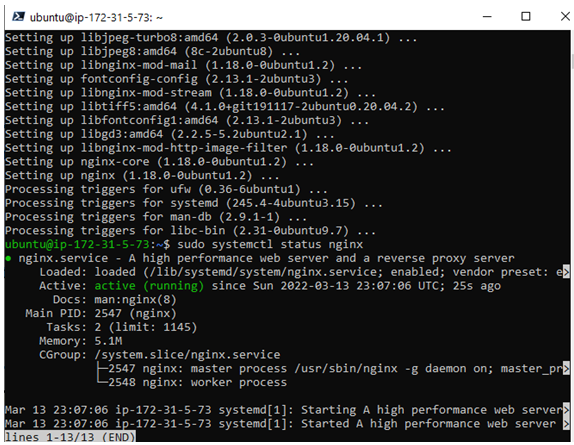 ubuntu@ip-172-31-5-73: ~
Setting up libjpeg-turbo8:amd64 (2.0.3-0ubuntu1.20.04.1) ...
Setting up libjpeg8:amd64 (8c-2ubuntu8) ...
Setting up libnginx-mod-mail (1.18.0-0ubuntu1.2) ...
Setting up fontconfig-config (2.13.1-2ubuntu3) ...
Setting up libnginx-mod-stream (1.18.0-0ubuntu1.2) ...
Setting up libtiff5:amd64 (4.1.0+git191117-2ubuntu0.20.04.2) ...
Setting up libfontconfig1:amd64 (2.13.1-2ubuntu3) ...
Setting up libgd3:amd64 (2.2.5-5.2ubuntu2.1) ...
Setting up libnginx-mod-http-image-filter (1.18.0-0ubuntu1.2) ...
Setting up nginx-core (1.18.0-0ubuntu1.2) ...
Setting up nginx (1.18.0-0ubuntu1.2) ...
Processing triggers for ufw (0.36-6ubuntu1) ...
Processing triggers for systemd (245.4-4ubuntu3.15) ...
Processing triggers for man-db (2.9.1-1) ...
Processing triggers for libc-bin (2.31-0ubuntu9.7) ...
ubuntu@ip-172-31-5-73:~$ sudo systemctl status nginx
● nginx.service - A high performance web server and a reverse proxy server
Loaded: loaded (/lib/systemd/system/nginx.service; enabled; vendor preset: e>
Active: active (running) since Sun 2022-03-13 23:07:06 UTC; 25s ago
Docs: man:nginx(8)
Main PID: 2547 (nginx)
Tasks: 2 (limit: 1145)
Memory: 5.1M
CGroup: /system.slice/nginx.service
├─2547 nginx: master process /usr/sbin/nginx -g daemon on; master_pr>
└─2548 nginx: worker process
Mar 13 23:07:06 ip-172-31-5-73 systemd[1]: Starting A high performance web server>
Mar 13 23:07:06 ip-172-31-5-73 systemd[1]: Started A high performance web server >
lines 1-13/13 (END)